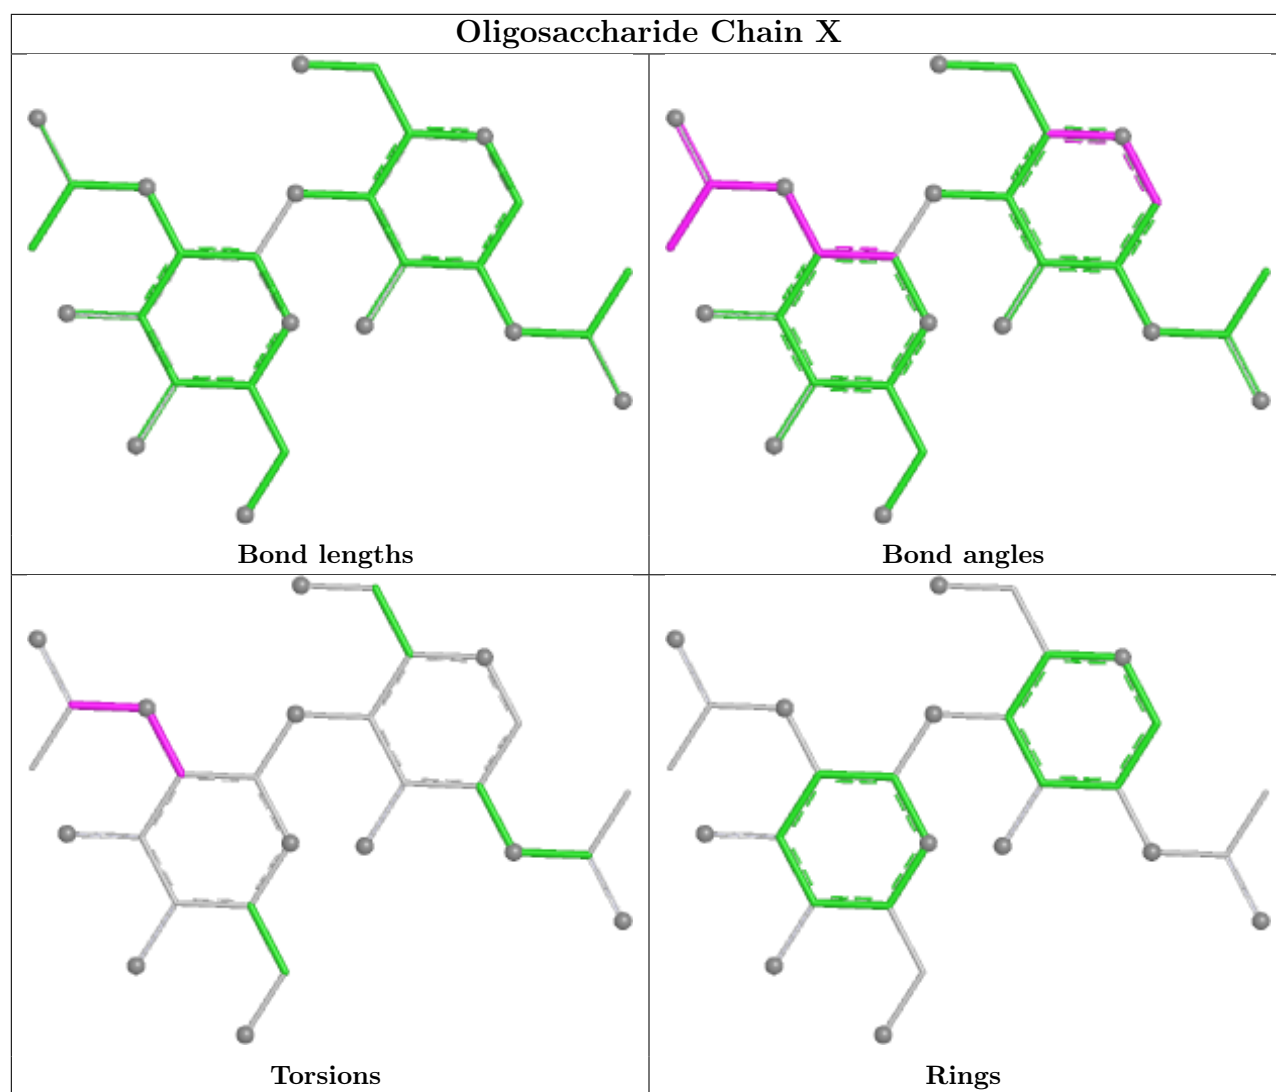 Oligosaccharide Chain X
Bond lengths
Bond angles
Torsions
Rings